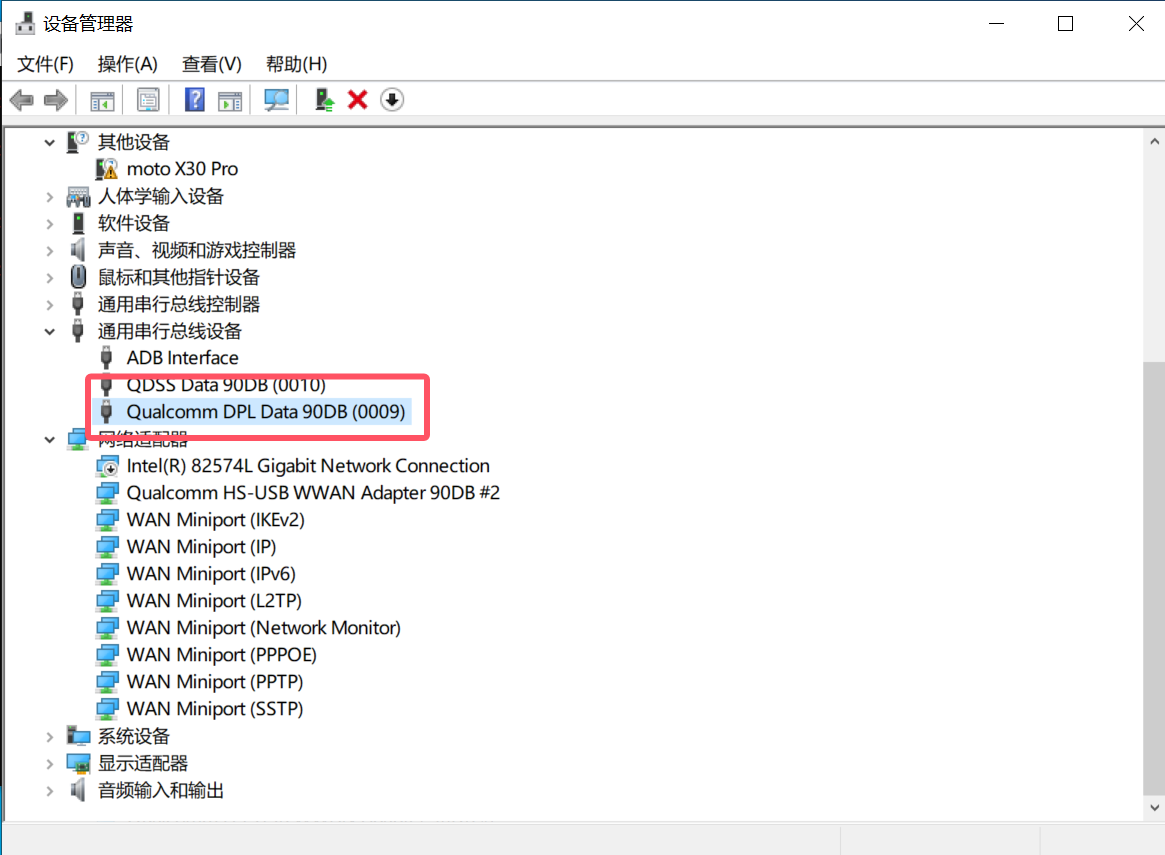 设备管理器
文件(F) 操作(A) 查看(V) 帮助(H)
其他设备
moto X30 Pro
人体学输入设备
软件设备
声音、视频和游戏控制器
鼠标和其他指针设备
通用串行总线控制器
通用串行总线设备
ADB Interface
QDSS Data 90DB (0010)
Qualcomm DPL Data 90DB (0009)
网络适配器
Intel(R) 82574L Gigabit Network Connection
Qualcomm HS-USB WWAN Adapter 90DB #2
WAN Miniport (IKEv2)
WAN Miniport (IP)
WAN Miniport (IPv6)
WAN Miniport (L2TP)
WAN Miniport (Network Monitor)
WAN Miniport (PPPOE)
WAN Miniport (PPTP)
WAN Miniport (SSTP)
系统设备
显示适配器
音频输入和输出